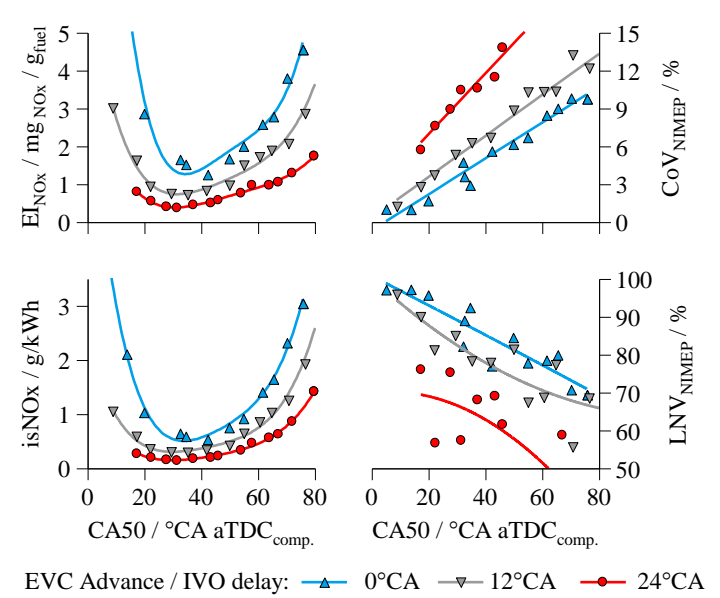 EI_NOx / mg_NOx / g_fuel
5
4
3
2
1
0
15
12
9
6
3
0
CoV_NIMEP / %
isNOx / g/kWh
3
2
1
0
100
90
80
70
60
50
LNV_NIMEP / %
0 20 40 60 80
0 20 40 60 80
CA50 / °CA aTDC_comp.
CA50 / °CA aTDC_comp.
EVC Advance / IVO delay: 0°CA 12°CA 24°CA